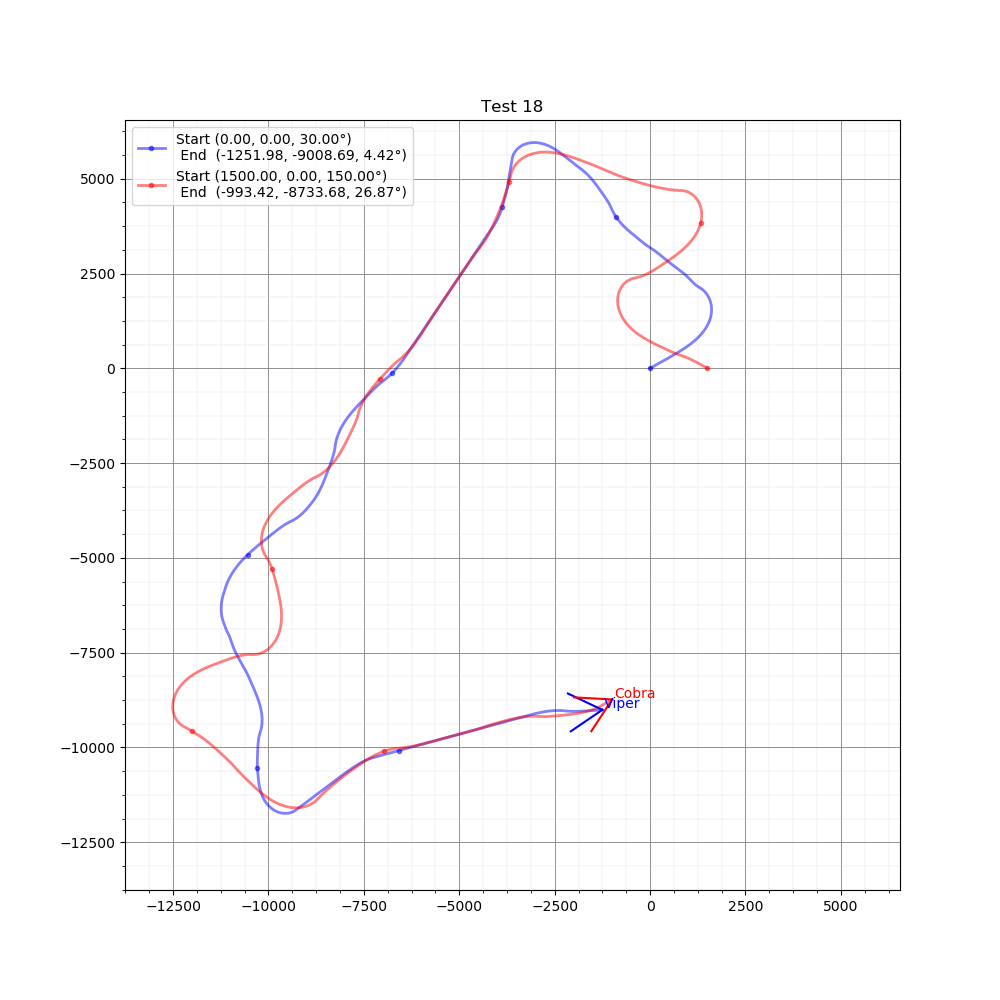 Test 18
Start (0.00, 0.00, 30.00°)
End (-1251.98, -9008.69, 4.42°)
Start (1500.00, 0.00, 150.00°)
End (-993.42, -8733.68, 26.87°)
5000
2500
0
−2500
−5000
−7500
−10000
−12500
Cobra
Viper
−12500 −10000 −7500 −5000 −2500 0 2500 5000